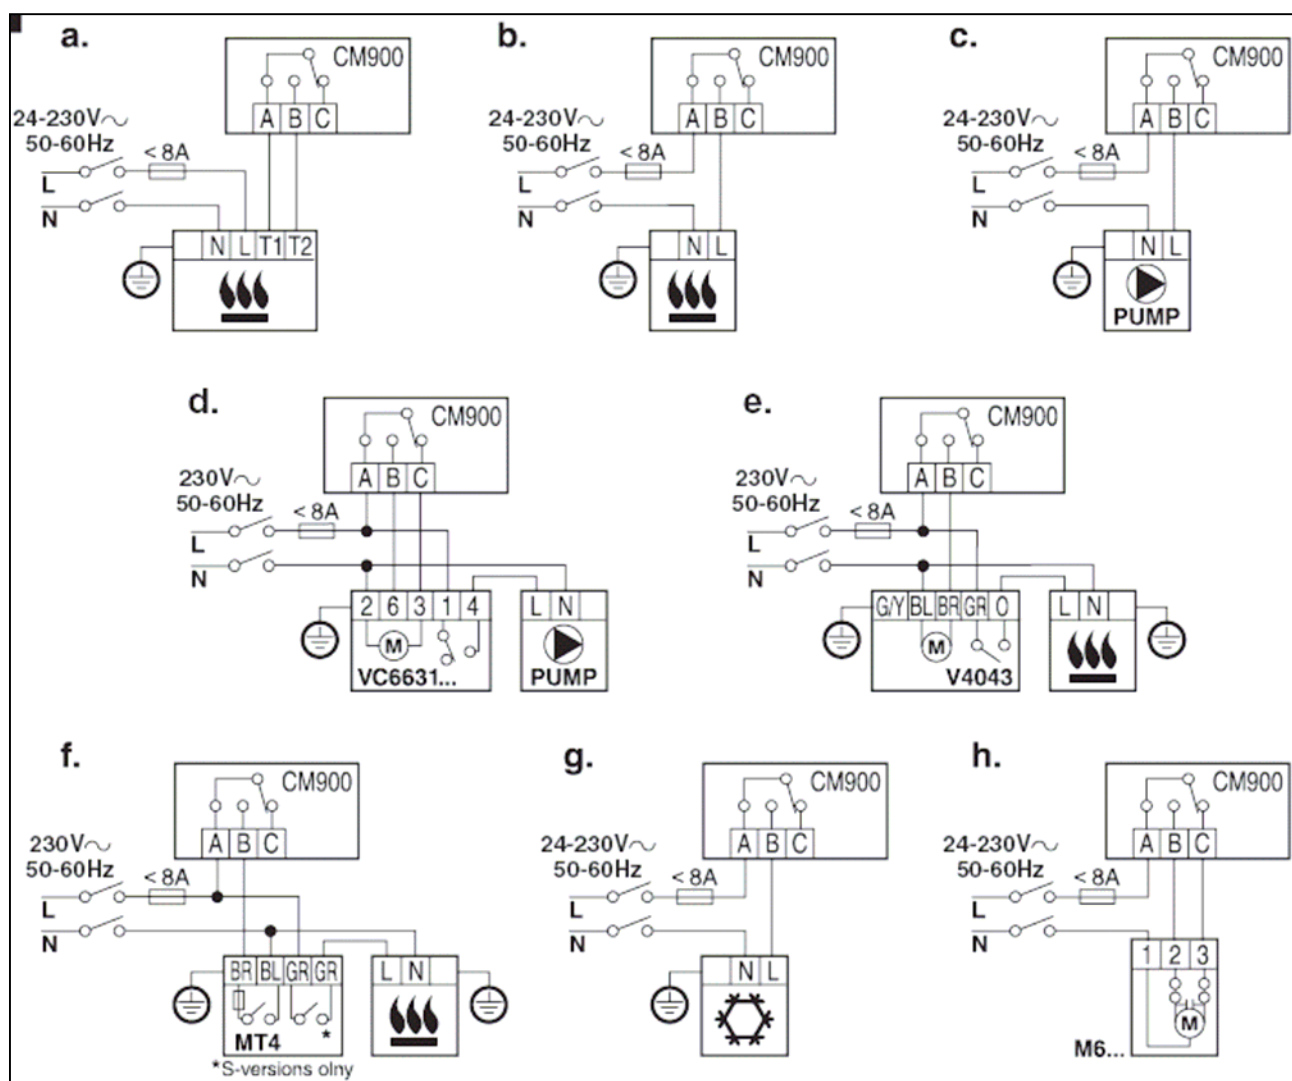 a.
CM900
A B C
24-230V~
50-60Hz
< 8A
L
N
N L T1 T2
b.
CM900
A B C
24-230V~
50-60Hz
< 8A
L
N
N L
c.
CM900
A B C
24-230V~
50-60Hz
< 8A
L
N
N L
PUMP
d.
CM900
A B C
230V~
50-60Hz
< 8A
L
N
2 6 3 1 4
M
VC6631...
L N
PUMP
e.
CM900
A B C
230V~
50-60Hz
< 8A
L
N
G/Y BL BR GR O
M
V4043
L N
f.
CM900
A B C
230V~
50-60Hz
< 8A
L
N
BR BL GR GR
*
MT4
L N
*S-versions olny
g.
CM900
A B C
24-230V~
50-60Hz
< 8A
L
N
N L
h.
CM900
A B C
24-230V~
50-60Hz
< 8A
L
N
1 2 3
M
M6...